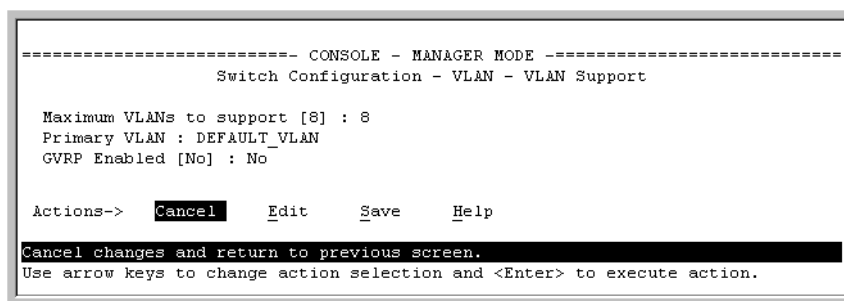 ===========================- CONSOLE - MANAGER MODE -============================
Switch Configuration - VLAN - VLAN Support
Maximum VLANs to support [8] : 8
Primary VLAN : DEFAULT_VLAN
GVRP Enabled [No] : No
Actions-> Cancel Edit Save Help
Cancel changes and return to previous screen.
Use arrow keys to change action selection and <Enter> to execute action.